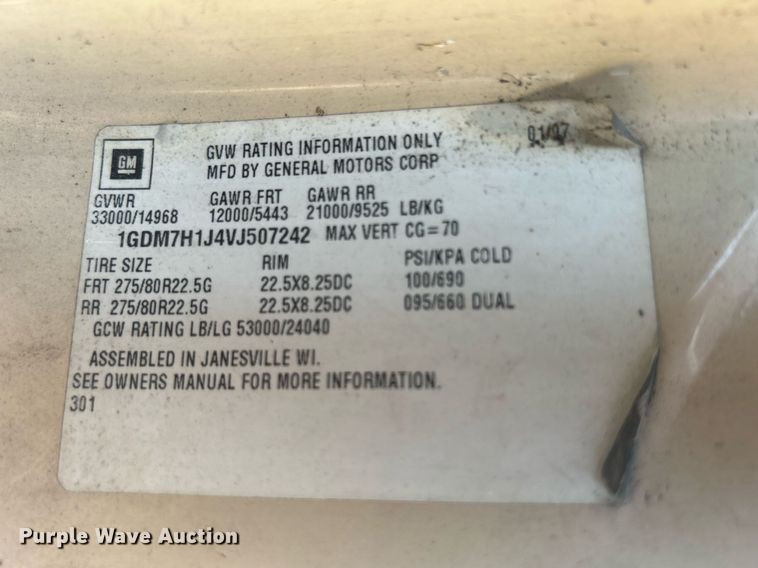 GM
GVW RATING INFORMATION ONLY 01/97
MFD BY GENERAL MOTORS CORP
GVWR GAWR FRT GAWR RR
33000/14968 12000/5443 21000/9525 LB/KG
1GDM7H1J4VJ507242 MAX VERT CG=70
TIRE SIZE RIM PSI/KPA COLD
FRT 275/80R22.5G 22.5X8.25DC 100/690
RR 275/80R22.5G 22.5X8.25DC 095/660 DUAL
GCW RATING LB/LG 53000/24040
ASSEMBLED IN JANESVILLE WI.
SEE OWNERS MANUAL FOR MORE INFORMATION.
301
Purple Wave Auction